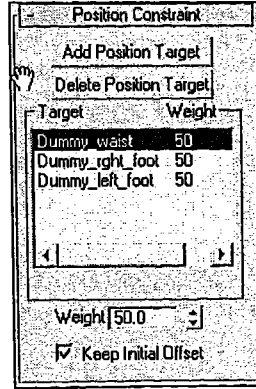 - Position Constraint
Add Position Target
Delete Position Target
Target Weight
Dummy_waist 50
Dummy_rght_foot 50
Dummy_left_foot 50
Weight 50.0
Keep Initial Offset